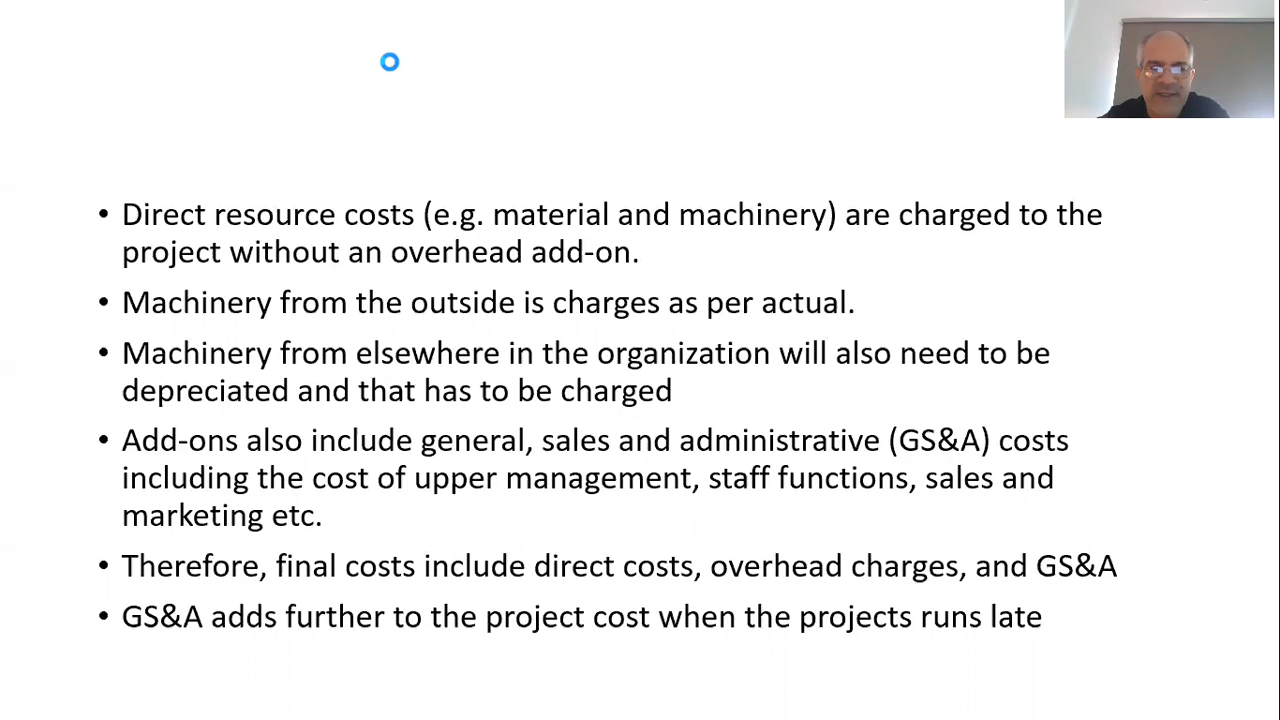 • Direct resource costs (e.g. material and machinery) are charged to the
project without an overhead add-on.
• Machinery from the outside is charges as per actual.
• Machinery from elsewhere in the organization will also need to be
depreciated and that has to be charged
• Add-ons also include general, sales and administrative (GS&A) costs
including the cost of upper management, staff functions, sales and
marketing etc.
• Therefore, final costs include direct costs, overhead charges, and GS&A
• GS&A adds further to the project cost when the projects runs late